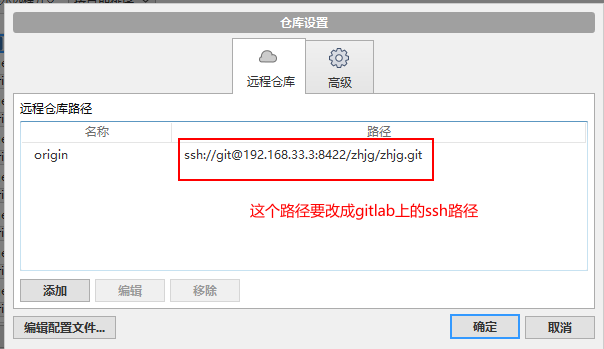 仓库设置
远程仓库
高级
远程仓库路径
名称 路径
origin ssh://git@192.168.33.3:8422/zhjg/zhjg.git
这个路径要改成gitlab上的ssh路径
添加 编辑 移除
编辑配置文件... 确定 取消